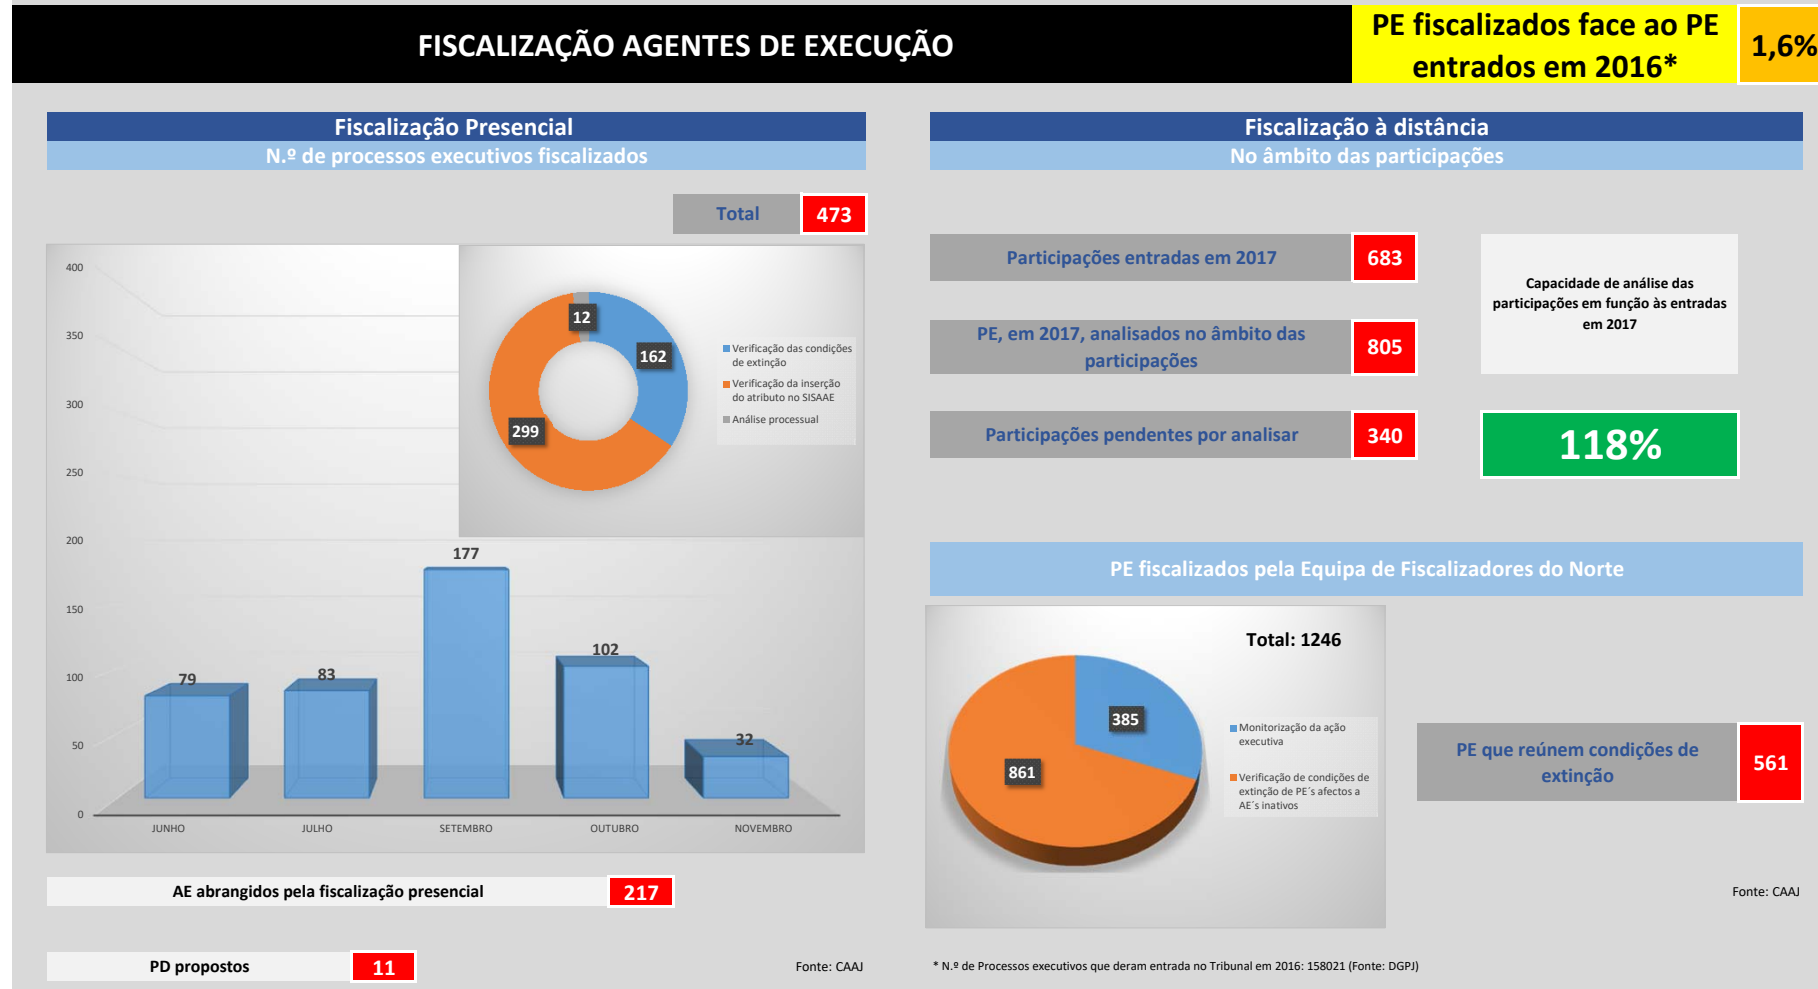 FISCALIZAÇÃO AGENTES DE EXECUÇÃO
PE fiscalizados face ao PE
entrados em 2016*
1,6%
Fiscalização Presencial
N.º de processos executivos fiscalizados
Total
473
400
350
300
250
200
150
100
50
0
12
162
299
Verificação das condições
de extinção
Verificação da inserção
do atributo no SISAAE
Análise processual
79
83
177
102
32
JUNHO
JULHO
SETEMBRO
OUTUBRO
NOVEMBRO
AE abrangidos pela fiscalização presencial
217
PD propostos
11
Fonte: CAAJ
Fiscalização à distância
No âmbito das participações
Participações entradas em 2017
683
PE, em 2017, analisados no âmbito das
participações
805
Participações pendentes por analisar
340
Capacidade de análise das
participações em função às entradas
em 2017
118%
PE fiscalizados pela Equipa de Fiscalizadores do Norte
Total: 1246
385
861
Monitorização da ação
executiva
Verificação de condições de
extinção de PE´s afectos a
AE´s inativos
PE que reúnem condições de
extinção
561
Fonte: CAAJ
* N.º de Processos executivos que deram entrada no Tribunal em 2016: 158021 (Fonte: DGPJ)